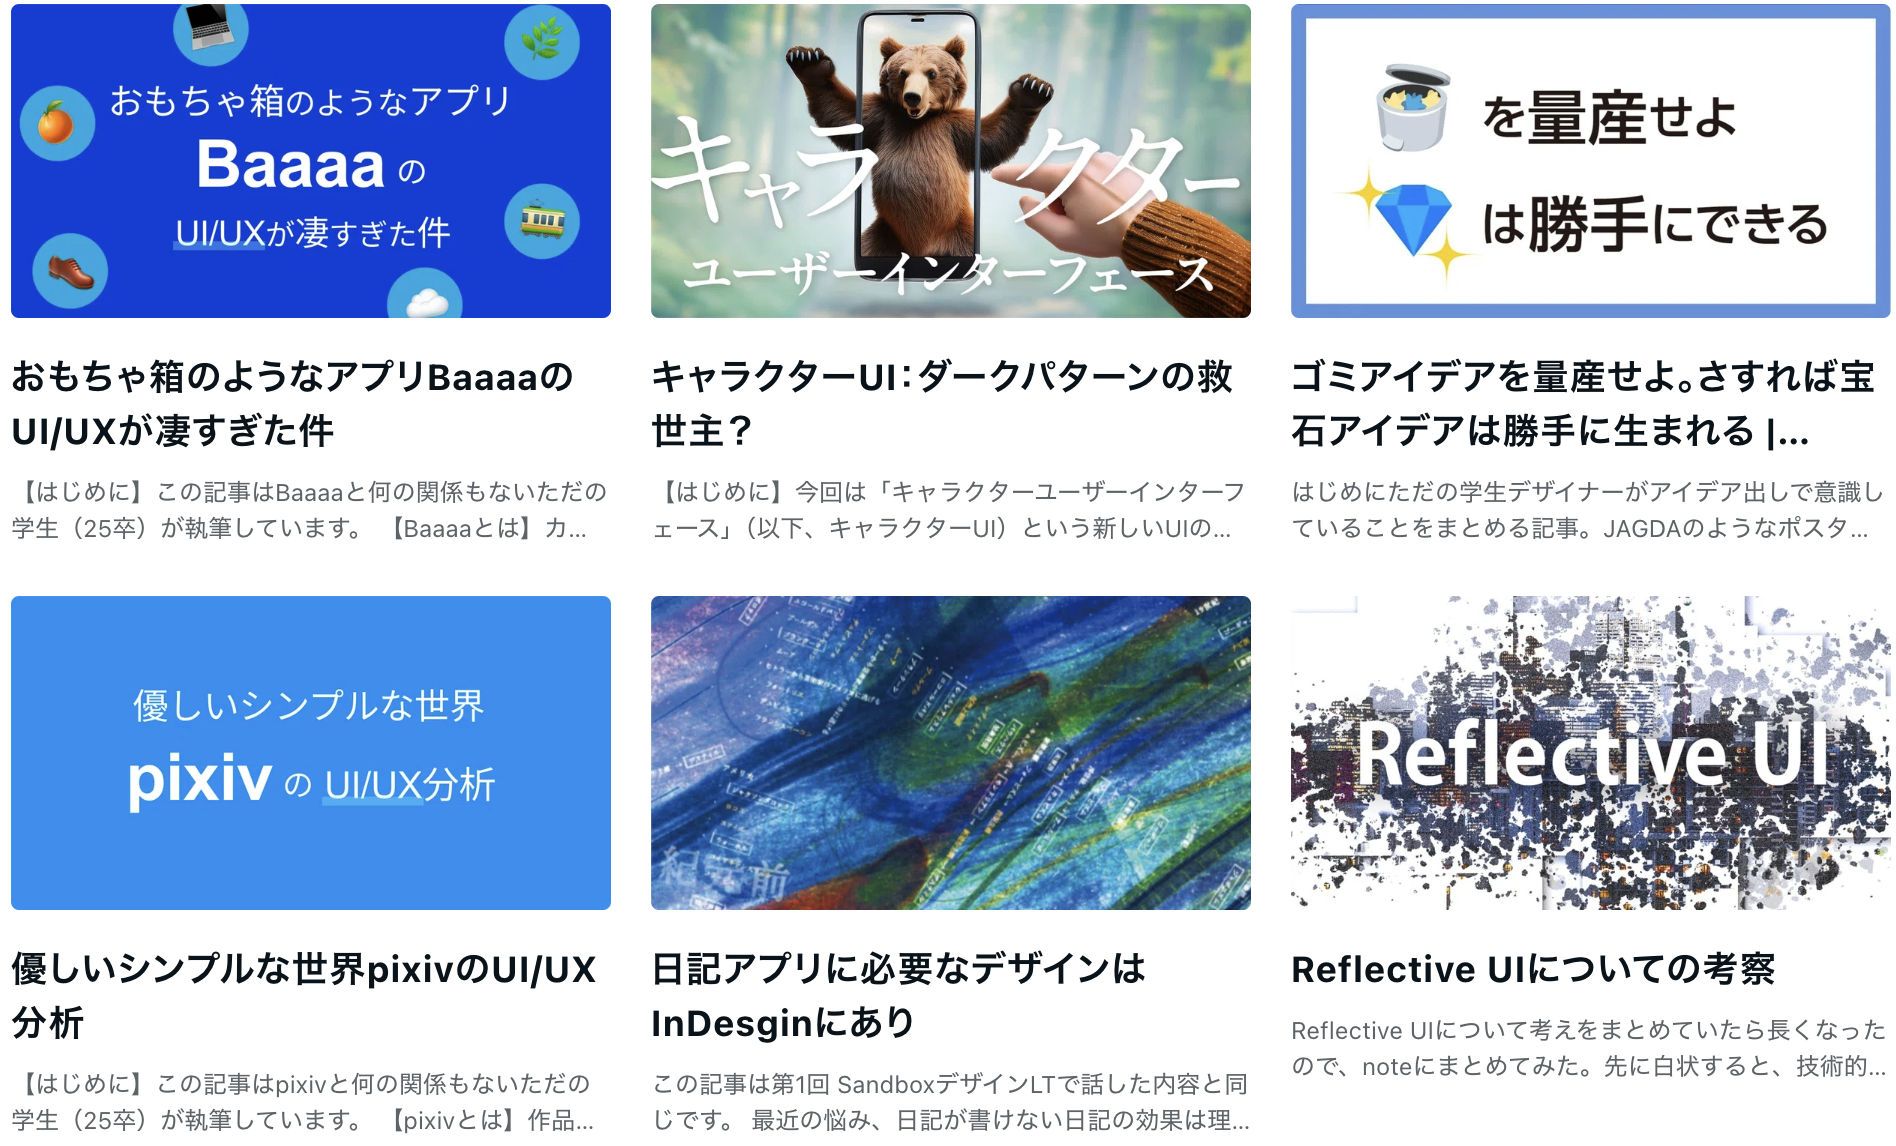 おもちゃ箱のようなアプリ
Baaaa の
UI/UXが凄すぎた件
キャラクター
ユーザーインターフェース
を量産せよ
は勝手にできる
おもちゃ箱のようなアプリBaaaaの
UI/UXが凄すぎた件
【はじめに】この記事はBaaaaと何の関係もないただの
学生（25卒）が執筆しています。 【Baaaaとは】カ...
キャラクターUI：ダークパターンの救
世主？
【はじめに】今回は「キャラクターユーザーインターフ
ェース」（以下、キャラクターUI）という新しいUIの...
ゴミアイデアを量産せよ。さすれば宝
石アイデアは勝手に生まれる |...
はじめにただの学生デザイナーがアイデア出しで意識し
ていることをまとめる記事。JAGDAのようなポスタ...
優しいシンプルな世界
pixiv の UI/UX分析
紀元前
Reflective UI
優しいシンプルな世界pixivのUI/UX
分析
【はじめに】この記事はpixivと何の関係もないただの
学生（25卒）が執筆しています。 【pixivとは】作品...
日記アプリに必要なデザインは
InDesginにあり
この記事は第1回 SandboxデザインLTで話した内容と同
じです。 最近の悩み、日記が書けない日記の効果は理...
Reflective UIについての考察
Reflective UIについて考えをまとめていたら長くなった
ので、noteにまとめてみた。先に白状すると、技術的...